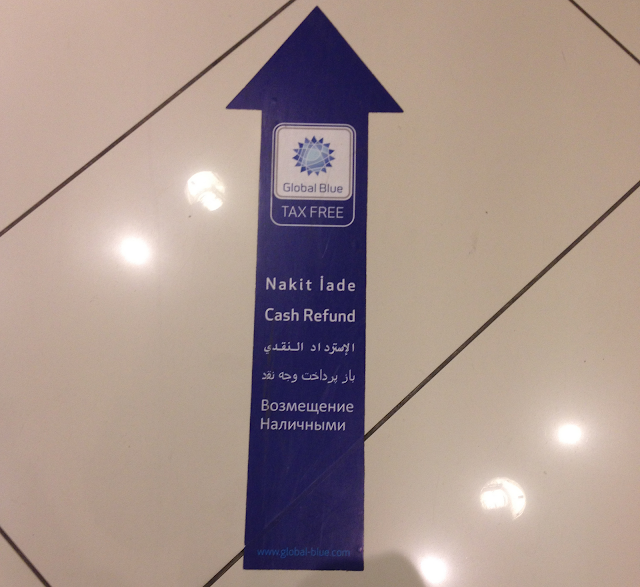 Global Blue
TAX FREE
Nakit İade
Cash Refund
الإسترداد النقدي
باز پرداخت وجه نقد
Возмещение
Наличными
www.global-blue.com